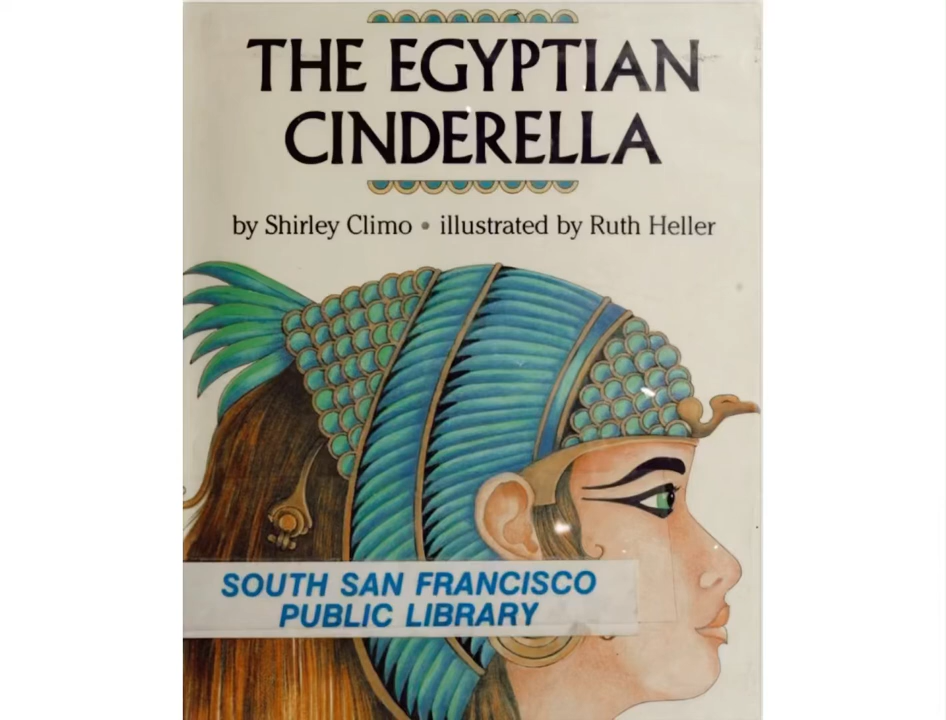 THE EGYPTIAN
CINDERELLA
by Shirley Climo • illustrated by Ruth Heller
SOUTH SAN FRANCISCO
PUBLIC LIBRARY